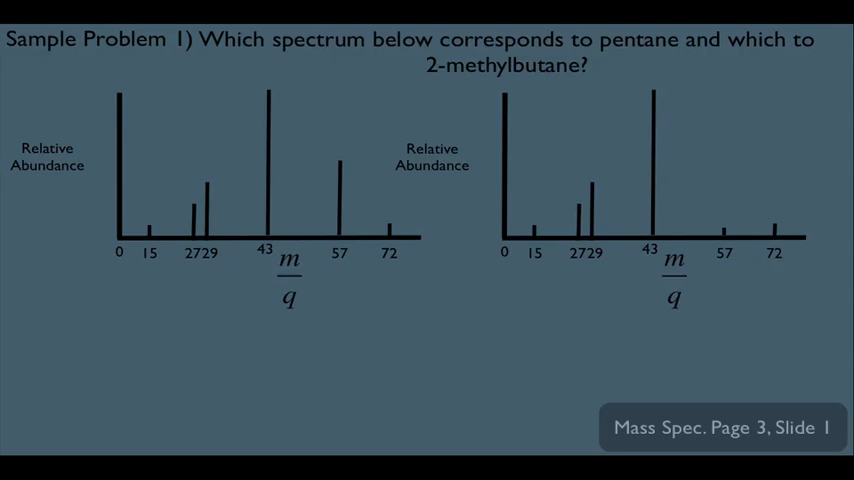 Sample Problem 1) Which spectrum below corresponds to pentane and which to
2-methylbutane?
Relative
Abundance
0 15 2729 43 57 72
m
q
Relative
Abundance
0 15 2729 43 57 72
m
q
Mass Spec. Page 3, Slide 1